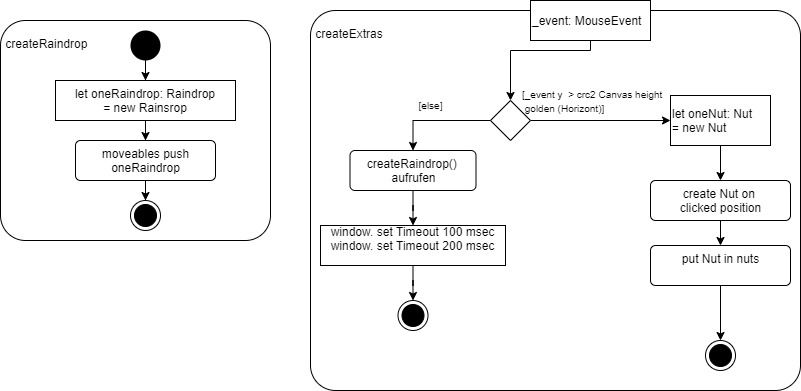 createRaindrop
let oneRaindrop: Raindrop
= new Rainsrop
moveables push
oneRaindrop
createExtras
_event: MouseEvent
[_event y > crc2 Canvas height
golden (Horizont)]
[else]
createRaindrop()
aufrufen
window. set Timeout 100 msec
window. set Timeout 200 msec
let oneNut: Nut
= new Nut
create Nut on
clicked position
put Nut in nuts